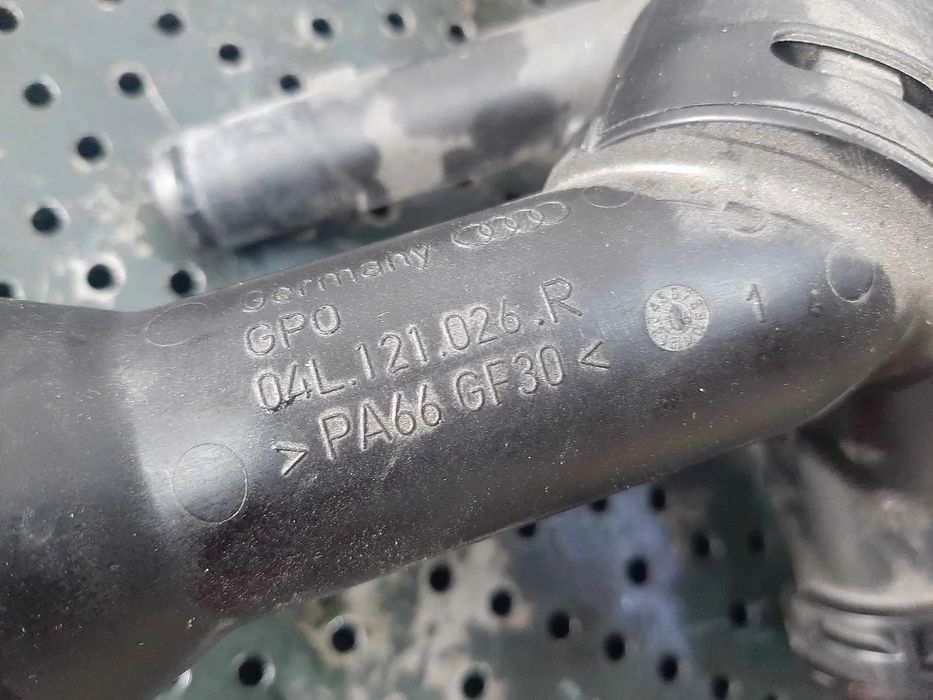 Germany
GPO
04L.121.026.R
>PA66 GF30<
1